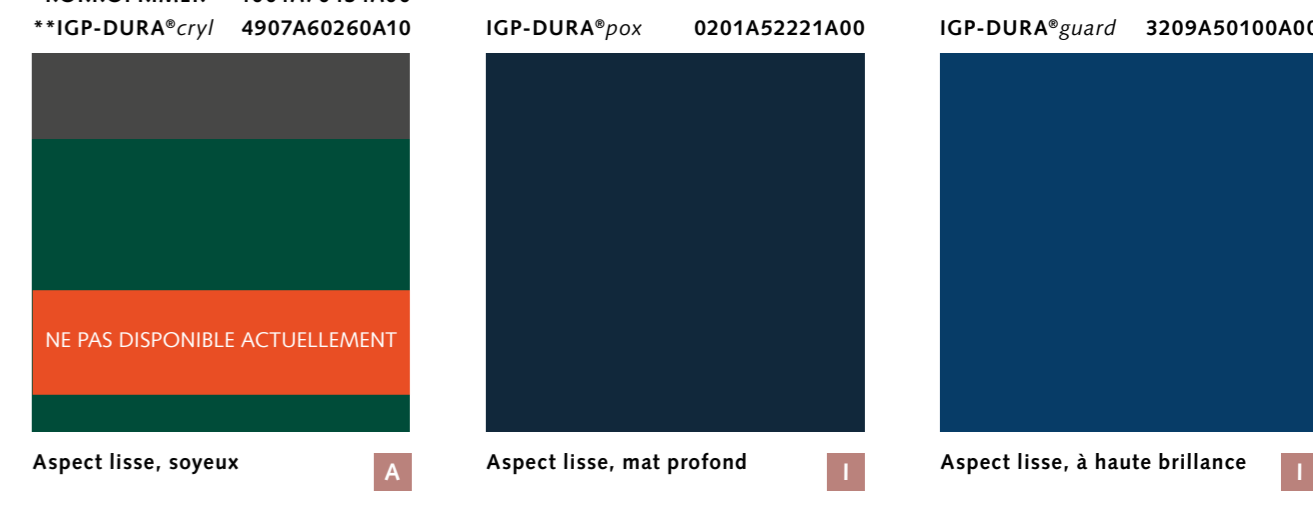 **IGP-DURA®cryl 4907A60260A10
NE PAS DISPONIBLE ACTUELLEMENT
Aspect lisse, soyeux
A
IGP-DURA®pox 0201A52221A00
Aspect lisse, mat profond
I
IGP-DURA®guard 3209A50100A00
Aspect lisse, à haute brillance
I